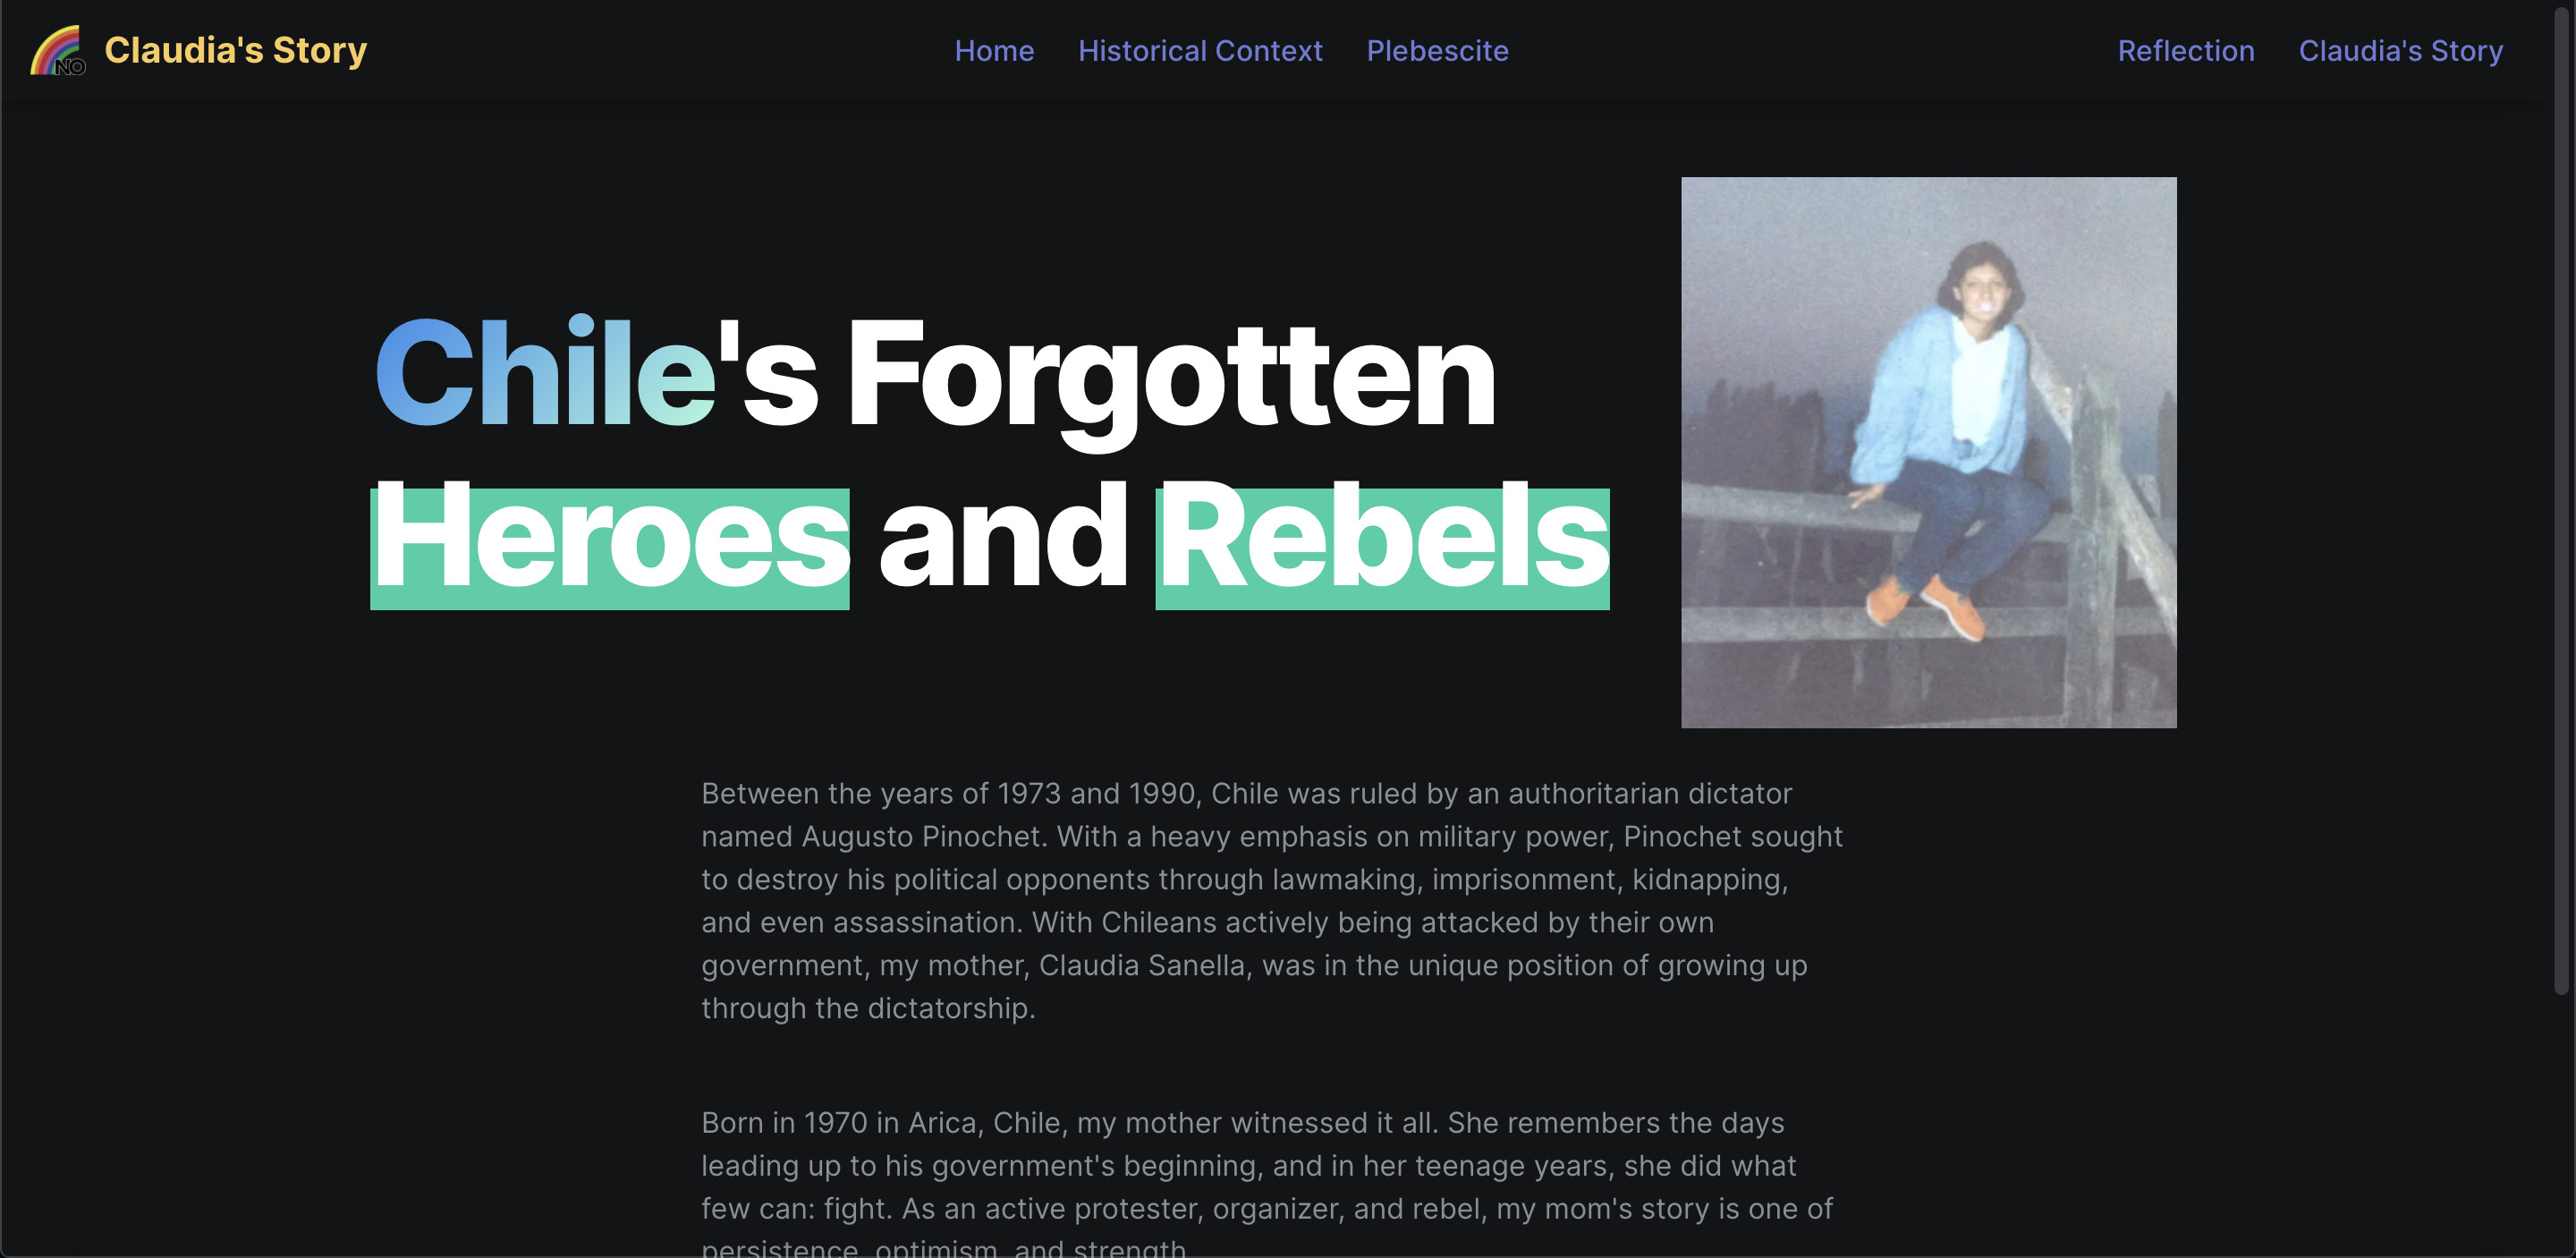 NO
Claudia's Story
Home Historical Context Plebescite
Reflection Claudia's Story
Chile's Forgotten
Heroes and Rebels
Between the years of 1973 and 1990, Chile was ruled by an authoritarian dictator
named Augusto Pinochet. With a heavy emphasis on military power, Pinochet sought
to destroy his political opponents through lawmaking, imprisonment, kidnapping,
and even assassination. With Chileans actively being attacked by their own
government, my mother, Claudia Sanella, was in the unique position of growing up
through the dictatorship.
Born in 1970 in Arica, Chile, my mother witnessed it all. She remembers the days
leading up to his government's beginning, and in her teenage years, she did what
few can: fight. As an active protester, organizer, and rebel, my mom's story is one of
persistence, optimism, and strength